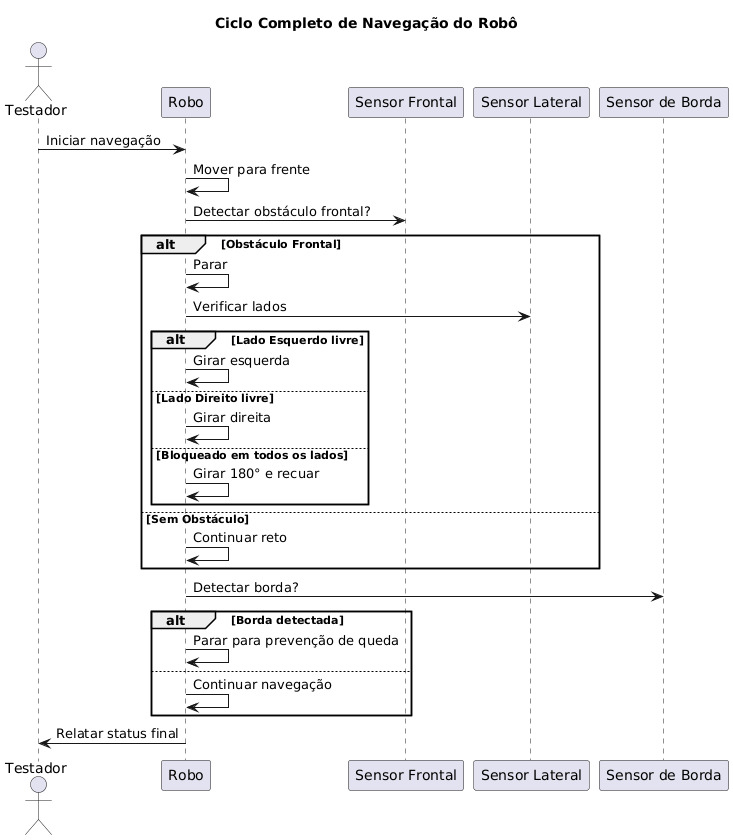 Ciclo Completo de Navegação do Robô
Testador
Robo
Sensor Frontal
Sensor Lateral
Sensor de Borda
Iniciar navegação
Mover para frente
Detectar obstáculo frontal?
alt [Obstáculo Frontal]
Parar
Verificar lados
alt [Lado Esquerdo livre]
Girar esquerda
[Lado Direito livre]
Girar direita
[Bloqueado em todos os lados]
Girar 180° e recuar
[Sem Obstáculo]
Continuar reto
Detectar borda?
alt [Borda detectada]
Parar para prevenção de queda
Continuar navegação
Relatar status final
Testador
Robo
Sensor Frontal
Sensor Lateral
Sensor de Borda